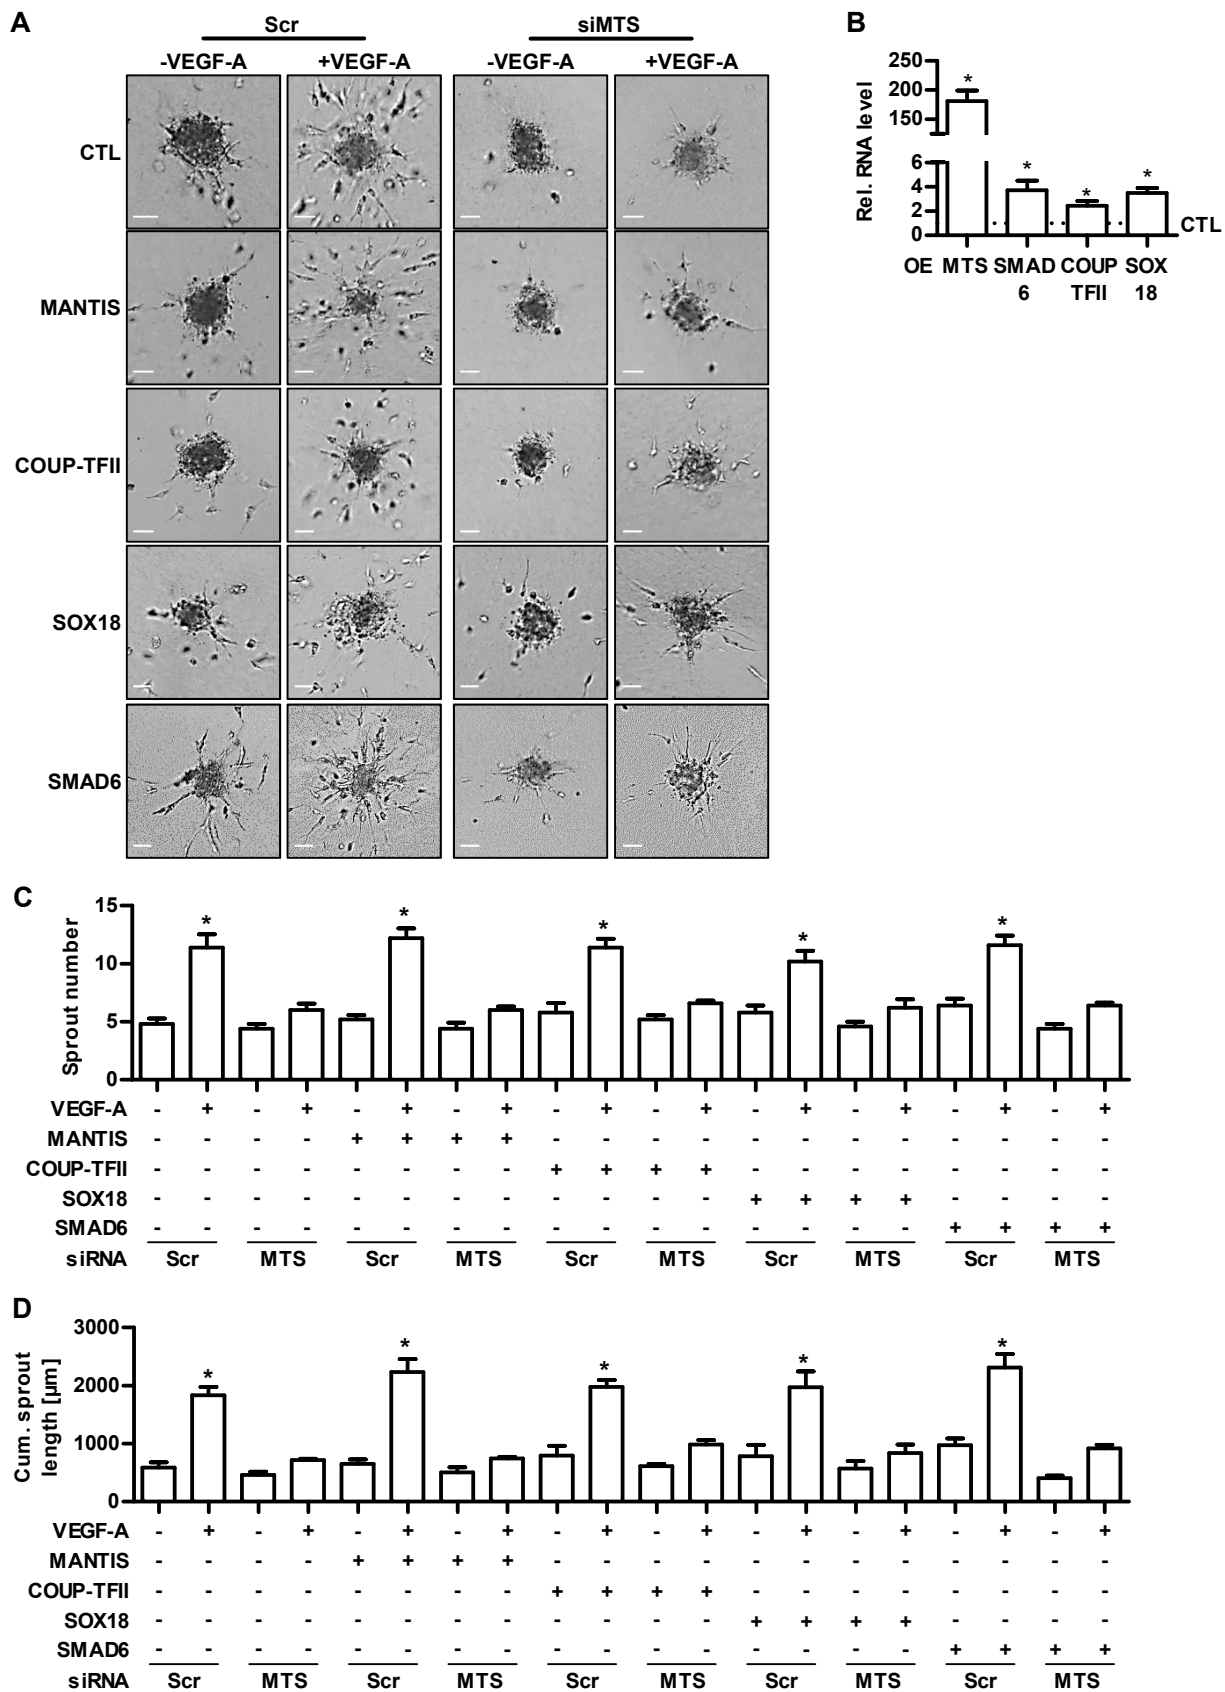 A
Scr siMTS
-VEGF-A +VEGF-A -VEGF-A +VEGF-A
CTL
MANTIS
COUP-TFII
SOX18
SMAD6
B
Rel. RNA level
250
200
150
6
4
2
0
CTL
OE MTS SMAD COUP SOX
6 TFII 18
* * * *
C
Sprout number
15
10
5
0
* * * * *
VEGF-A - + - + - + - + - + - + - + - + - + - +
MANTIS - - - - + + + + - - - - - - - - - - - -
COUP-TFII - - - - - - - - + + + + - - - - - - - -
SOX18 - - - - - - - - - - - - + + + + - - - -
SMAD6 - - - - - - - - - - - - - - - - + + + +
siRNA Scr MTS Scr MTS Scr MTS Scr MTS Scr MTS
D
Cum. sprout
length [µm]
3000
2000
1000
0
* * * * *
VEGF-A - + - + - + - + - + - + - + - + - + - +
MANTIS - - - - + + + + - - - - - - - - - - - -
COUP-TFII - - - - - - - - + + + + - - - - - - - -
SOX18 - - - - - - - - - - - - + + + + - - - -
SMAD6 - - - - - - - - - - - - - - - - + + + +
siRNA Scr MTS Scr MTS Scr MTS Scr MTS Scr MTS